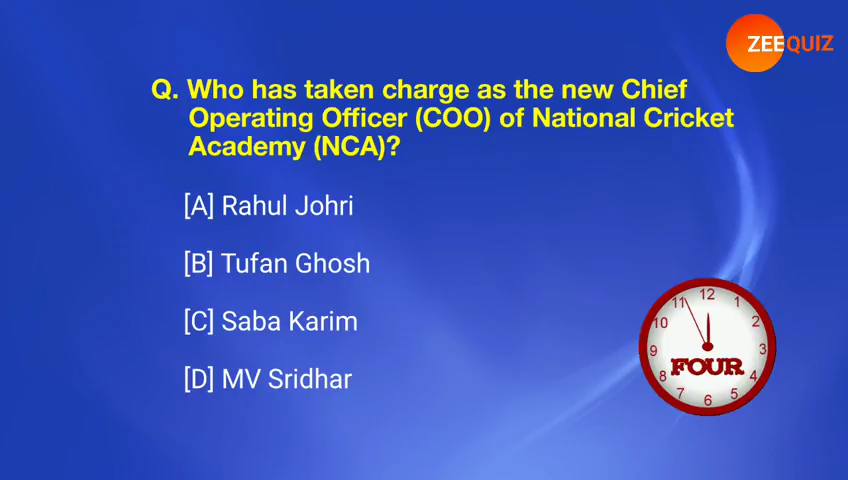 ZEEQUIZ
Q. Who has taken charge as the new Chief
Operating Officer (COO) of National Cricket
Academy (NCA)?
[A] Rahul Johri
[B] Tufan Ghosh
[C] Saba Karim
[D] MV Sridhar
12
11 1
10 2
9 3
FOUR
8 4
7 5
6